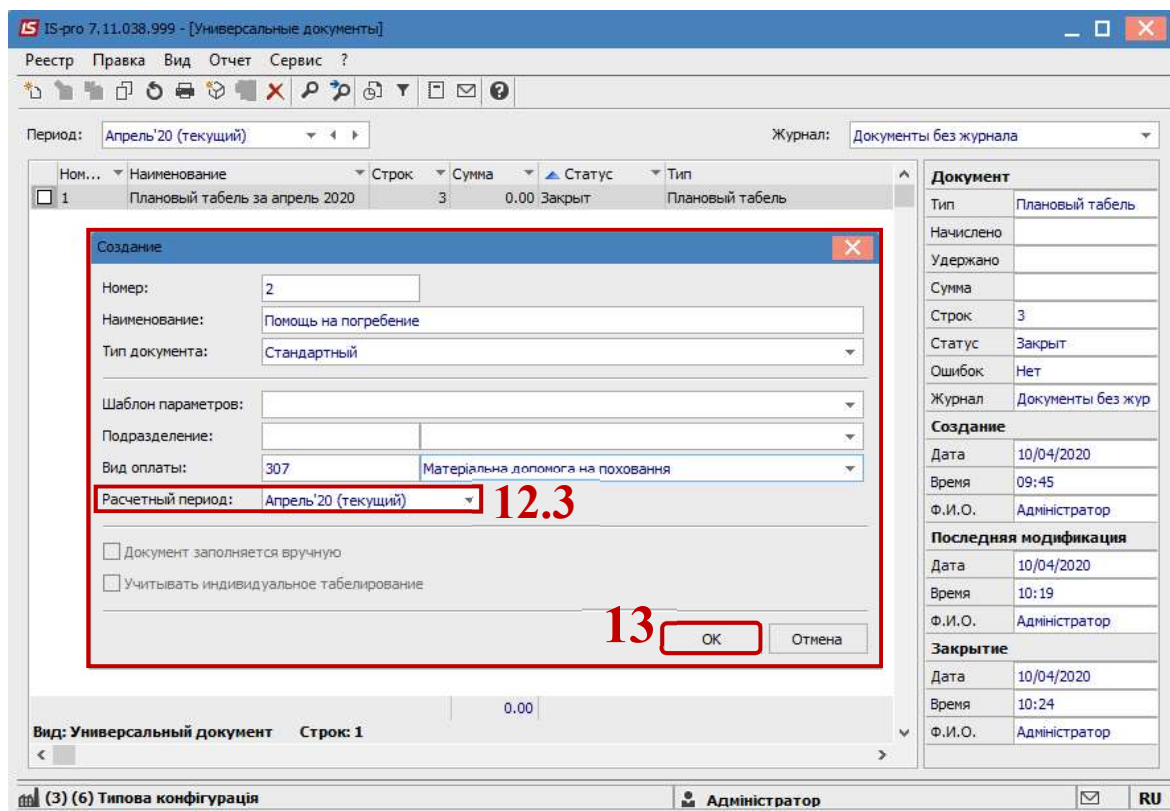 IS-pro 7.11.038.999 - [Универсальные документы]
Реестр Правка Вид Отчет Сервис ?
Период: Апрель'20 (текущий) Журнал: Документы без журнала
Ном... Наименование Строк Сумма Статус Тип
1 Плановый табель за апрель 2020 3 0.00 Закрыт Плановый табель
Создание
Номер: 2
Наименование: Помощь на погребение
Тип документа: Стандартный
Шаблон параметров:
Подразделение:
Вид оплаты: 307 Матеріальна допомога на поховання
Расчетный период: Апрель'20 (текущий) 12.3
Документ заполняется вручную
Учитывать индивидуальное табелирование
13 OK Отмена
0.00
Вид: Универсальный документ Строк: 1
Документ
Тип Плановый табель
Начислено
Удержано
Сумма
Строк 3
Статус Закрыт
Ошибок Нет
Журнал Документы без жур
Создание
Дата 10/04/2020
Время 09:45
Ф.И.О. Адміністратор
Последняя модификация
Дата 10/04/2020
Время 10:19
Ф.И.О. Адміністратор
Закрытие
Дата 10/04/2020
Время 10:24
Ф.И.О. Адміністратор
(3) (6) Типова конфігурація Адміністратор RU